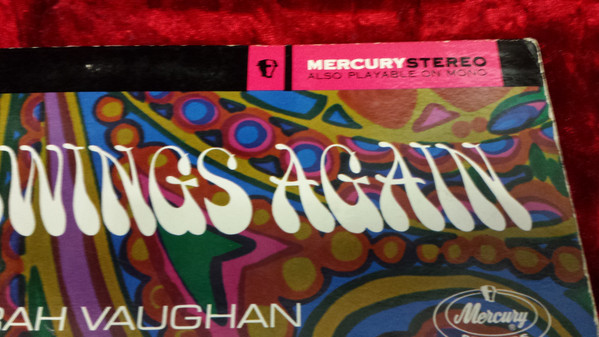 MERCURY STEREO
ALSO PLAYABLE ON MONO
WINGS AGAIN
RAH VAUGHAN
Mercury